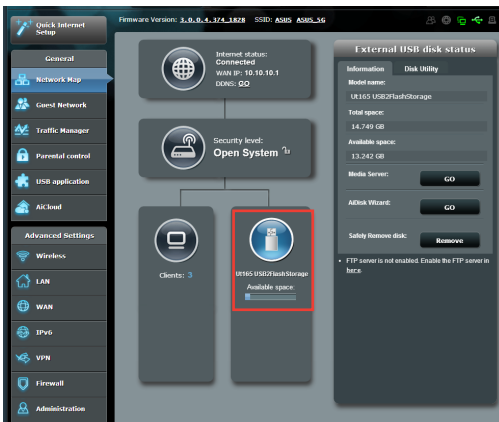 Quick Internet
Setup
Firmware Version: 3.0.0.4.374_1828 SSID: ASUS ASUS_5G
General
Network Map
Guest Network
Traffic Manager
Parental control
USB application
AiCloud
Advanced Settings
Wireless
LAN
WAN
IPv6
VPN
Firewall
Administration
Internet status:
Connected
WAN IP: 10.10.10.1
DDNS: GO
Security level:
Open System
Clients: 3
Ut165 USB2FlashStorage
Available space:
External USB disk status
Information Disk Utility
Model name:
Ut165 USB2FlashStorage
Total space:
14.749 GB
Available space:
13.242 GB
Media Server: GO
AiDisk Wizard: GO
Safely Remove
disk: Remove
• FTP server is not enabled. Enable the FTP server in
here.